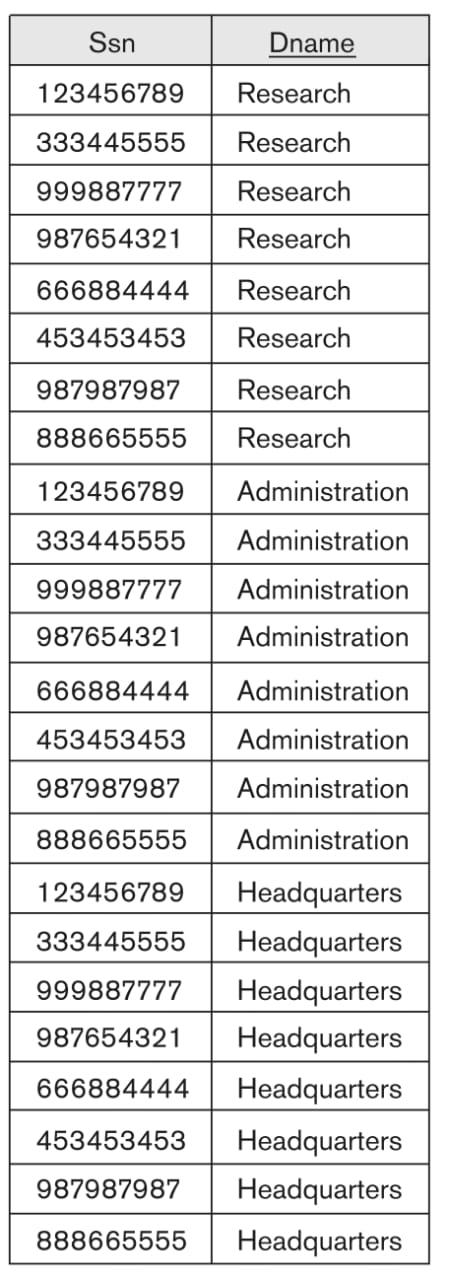 Ssn Dname
123456789 Research
333445555 Research
999887777 Research
987654321 Research
666884444 Research
453453453 Research
987987987 Research
888665555 Research
123456789 Administration
333445555 Administration
999887777 Administration
987654321 Administration
666884444 Administration
453453453 Administration
987987987 Administration
888665555 Administration
123456789 Headquarters
333445555 Headquarters
999887777 Headquarters
987654321 Headquarters
666884444 Headquarters
453453453 Headquarters
987987987 Headquarters
888665555 Headquarters